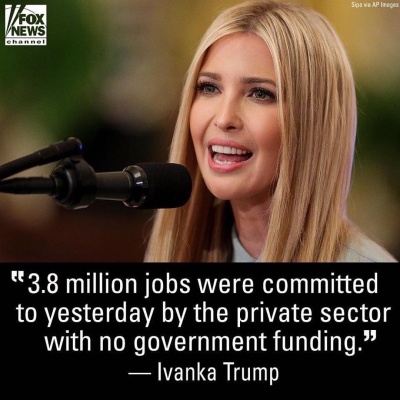 Sipa via AP Images
FOX
NEWS
channel
"3.8 million jobs were committed
to yesterday by the private sector
with no government funding."
— Ivanka Trump